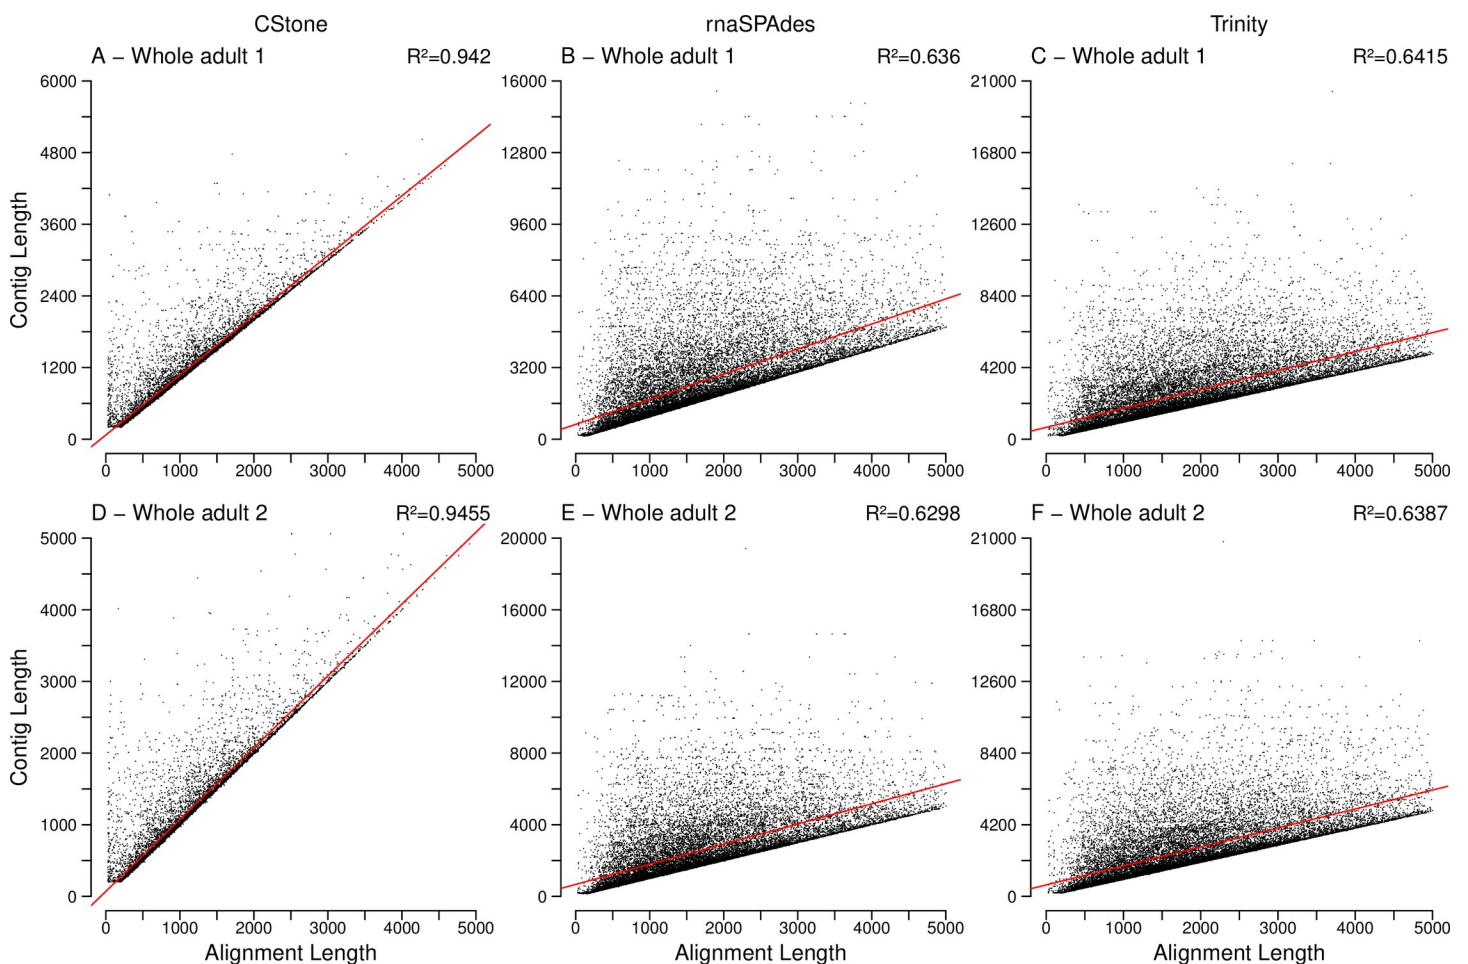 CStone rnaSPAdes Trinity
A – Whole adult 1 R²=0.942 B – Whole adult 1 R²=0.636 C – Whole adult 1 R²=0.6415
6000 16000 21000
4800 12800 16800
3600 9600 12600
2400 6400 8400
1200 3200 4200
0 0 0
Contig Length
0 1000 2000 3000 4000 5000 0 1000 2000 3000 4000 5000 0 1000 2000 3000 4000 5000
D – Whole adult 2 R²=0.9455 E – Whole adult 2 R²=0.6298 F – Whole adult 2 R²=0.6387
5000 20000 21000
4000 16000 16800
3000 12000 12600
2000 8000 8400
1000 4000 4200
0 0 0
Contig Length
0 1000 2000 3000 4000 5000 0 1000 2000 3000 4000 5000 0 1000 2000 3000 4000 5000
Alignment Length Alignment Length Alignment Length